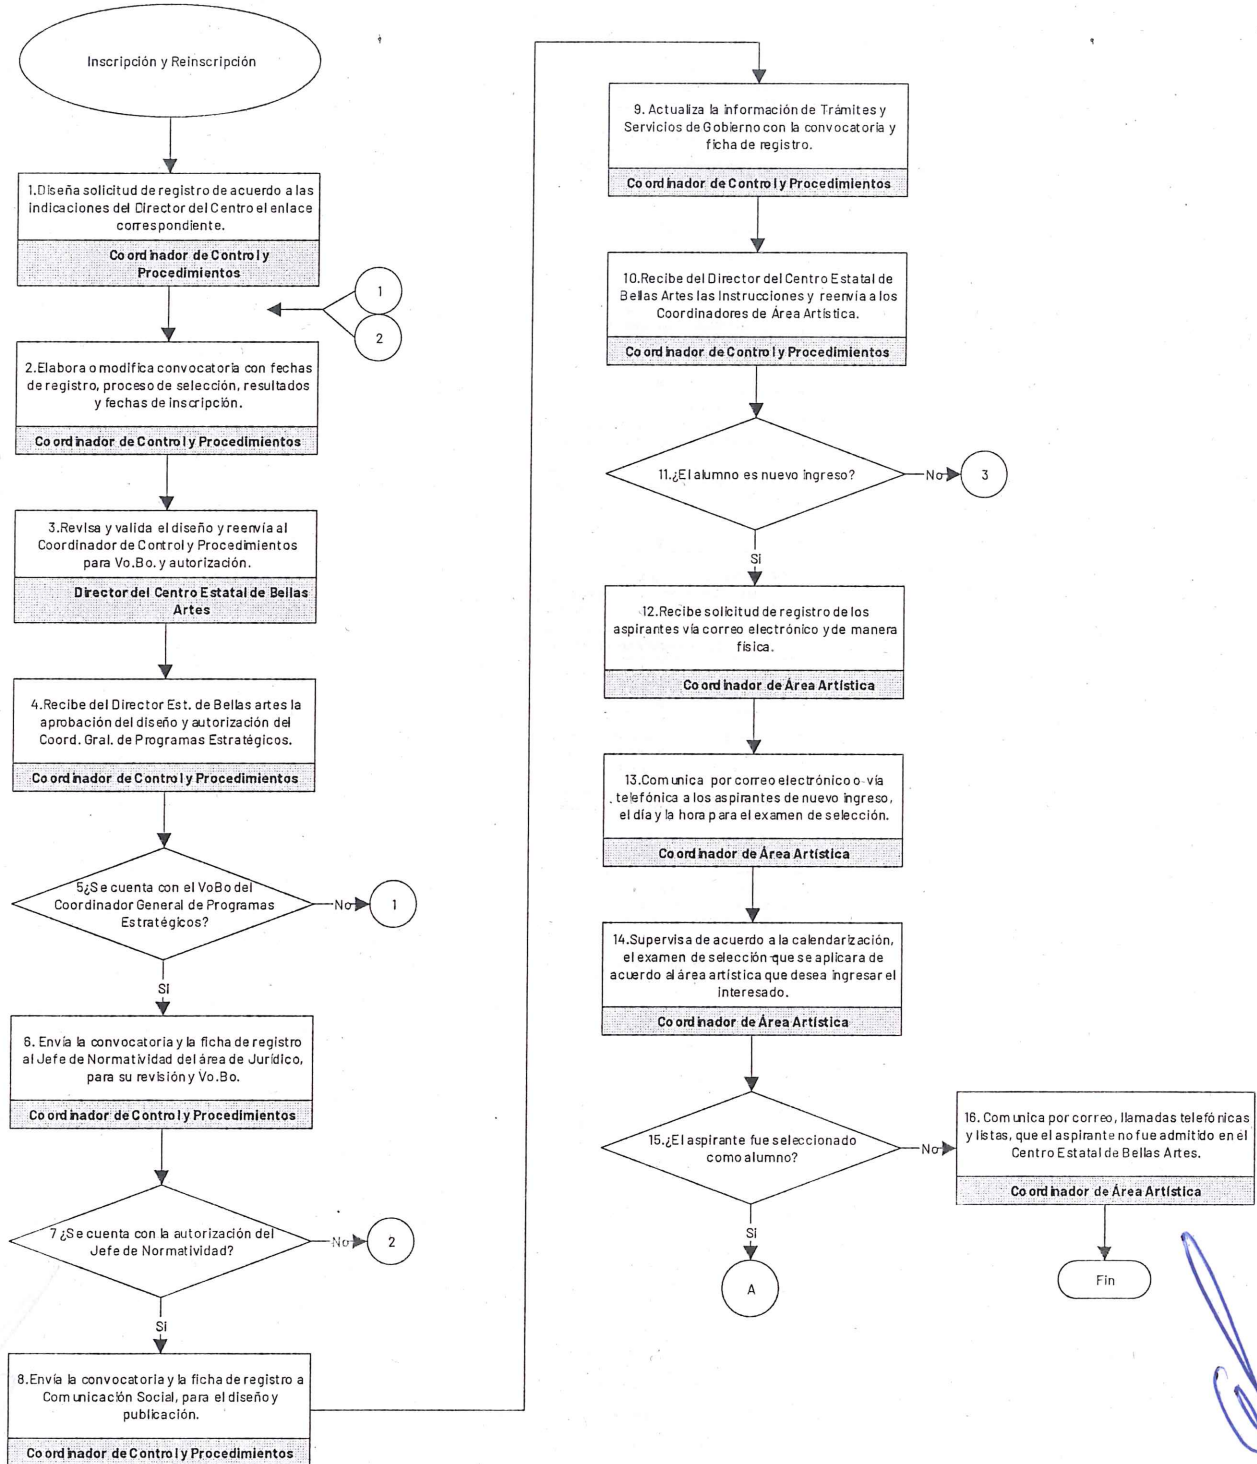 Inscripción y Reinscripción
1.Diseña solicitud de registro de acuerdo a las
indicaciones del Director del Centro el enlace
correspondiente.
Coordinador de Control y
Procedimientos
1
2
2.Elabora o modifica convocatoria con fechas
de registro, proceso de selección, resultados
y fechas de inscripción.
Coordinador de Control y Procedimientos
3.Revisa y valida el diseño y reenvía al
Coordinador de Control y Procedimientos
para Vo.Bo. y autorización.
Director del Centro Estatal de Bellas
Artes
4.Recibe del Director Est. de Bellas artes la
aprobación del diseño y autorización del
Coord. Gral. de Programas Estratégicos.
Coordinador de Control y Procedimientos
5¿Se cuenta con el VoBo del
Coordinador General de Programas
Estratégicos?
No
1
Si
6. Envía la convocatoria y la ficha de registro
al Jefe de Normatividad del área de Jurídico,
para su revisión y Vo.Bo.
Coordinador de Control y Procedimientos
7 ¿Se cuenta con la autorización del
Jefe de Normatividad?
No
2
Si
8.Envía la convocatoria y la ficha de registro a
Comunicación Social, para el diseño y
publicación.
Coordinador de Control y Procedimientos
9. Actualiza la información de Trámites y
Servicios de Gobierno con la convocatoria y
ficha de registro.
Coordinador de Control y Procedimientos
10.Recibe del Director del Centro Estatal de
Bellas Artes las Instrucciones y reenvía a los
Coordinadores de Área Artística.
Coordinador de Control y Procedimientos
11.¿El alumno es nuevo ingreso?
No
3
Si
12.Recibe solicitud de registro de los
aspirantes vía correo electrónico y de manera
física.
Coordinador de Área Artística
13.Comunica por correo electrónico o vía
telefónica a los aspirantes de nuevo ingreso,
el día y la hora para el examen de selección.
Coordinador de Área Artística
14.Supervisa de acuerdo a la calendarización,
el examen de selección que se aplicara de
acuerdo al área artística que desea ingresar el
interesado.
Coordinador de Área Artística
15.¿El aspirante fue seleccionado
como alumno?
No
Si
A
16. Comunica por correo, llamadas telefónicas
y listas, que el aspirante no fue admitido en él
Centro Estatal de Bellas Artes.
Coordinador de Área Artística
Fin